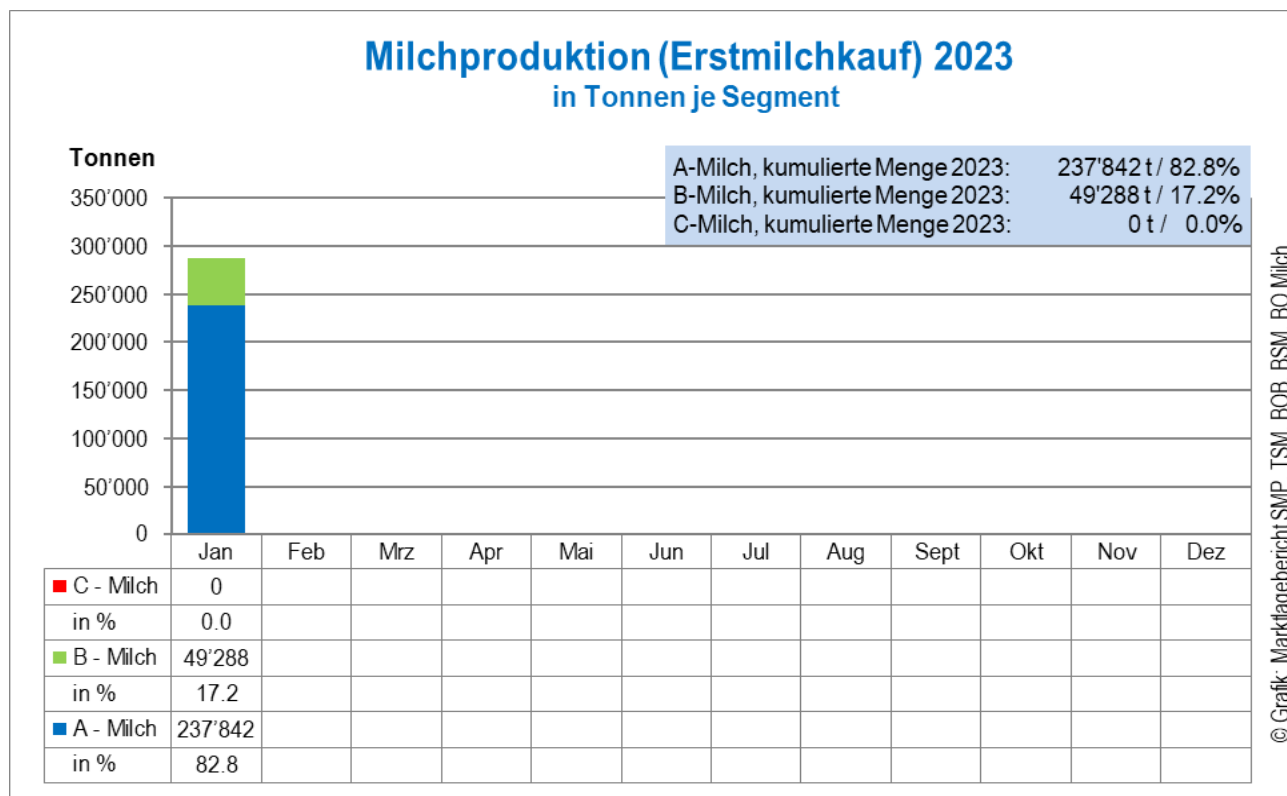 Milchproduktion (Erstmilchkauf) 2023
in Tonnen je Segment
Tonnen
A-Milch, kumulierte Menge 2023: 237'842 t / 82.8%
B-Milch, kumulierte Menge 2023: 49'288 t / 17.2%
C-Milch, kumulierte Menge 2023: 0 t / 0.0%
350’000
300’000
250’000
200’000
150’000
100’000
50’000
0
Jan Feb Mrz Apr Mai Jun Jul Aug Sept Okt Nov Dez
C - Milch 0
in % 0.0
B - Milch 49’288
in % 17.2
A - Milch 237’842
in % 82.8
© Grafik: Marktlagebericht SMP, TSM, BOB, BSM, BO Milch